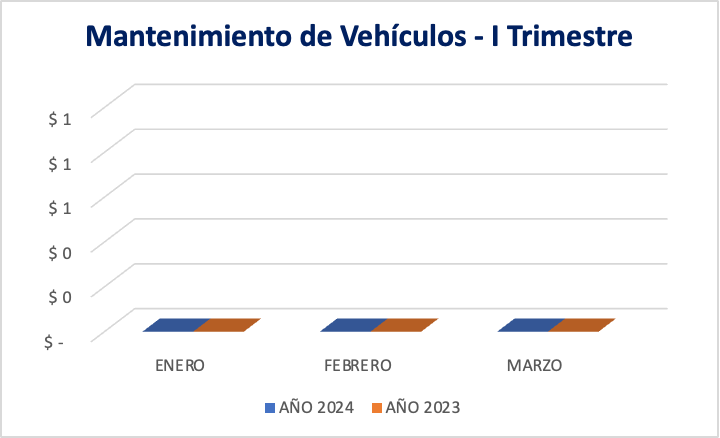 Mantenimiento de Vehículos - I Trimestre
$ 1
$ 1
$ 1
$ 0
$ 0
$ -
ENERO FEBRERO MARZO
AÑO 2024 AÑO 2023